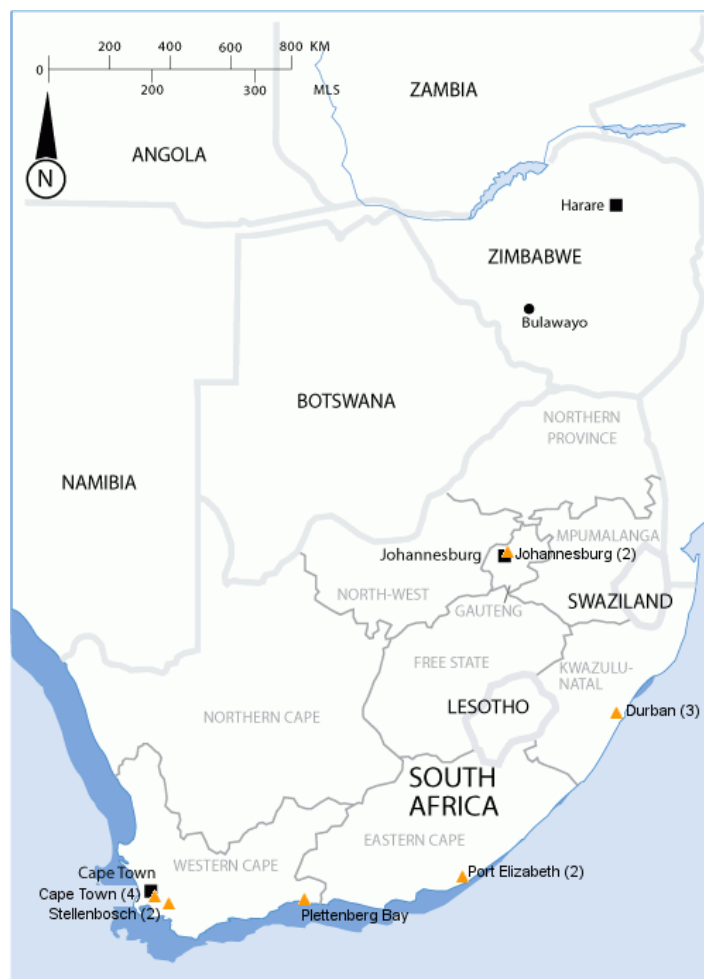 200 400 600 800 KM
0
200 300 MLS
ZAMBIA
ANGOLA
N
Harare
ZIMBABWE
Bulawayo
BOTSWANA
NORTHERN
PROVINCE
NAMIBIA
MPUMALANGA
Johannesburg
Johannesburg (2)
NORTH-WEST
GAUTENG
SWAZILAND
FREE STATE
KWAZULU-
NATAL
LESOTHO
NORTHERN CAPE
Durban (3)
SOUTH
AFRICA
EASTERN CAPE
WESTERN CAPE
Cape Town
Port Elizabeth (2)
Cape Town (4)
Stellenbosch (2)
Plettenberg Bay